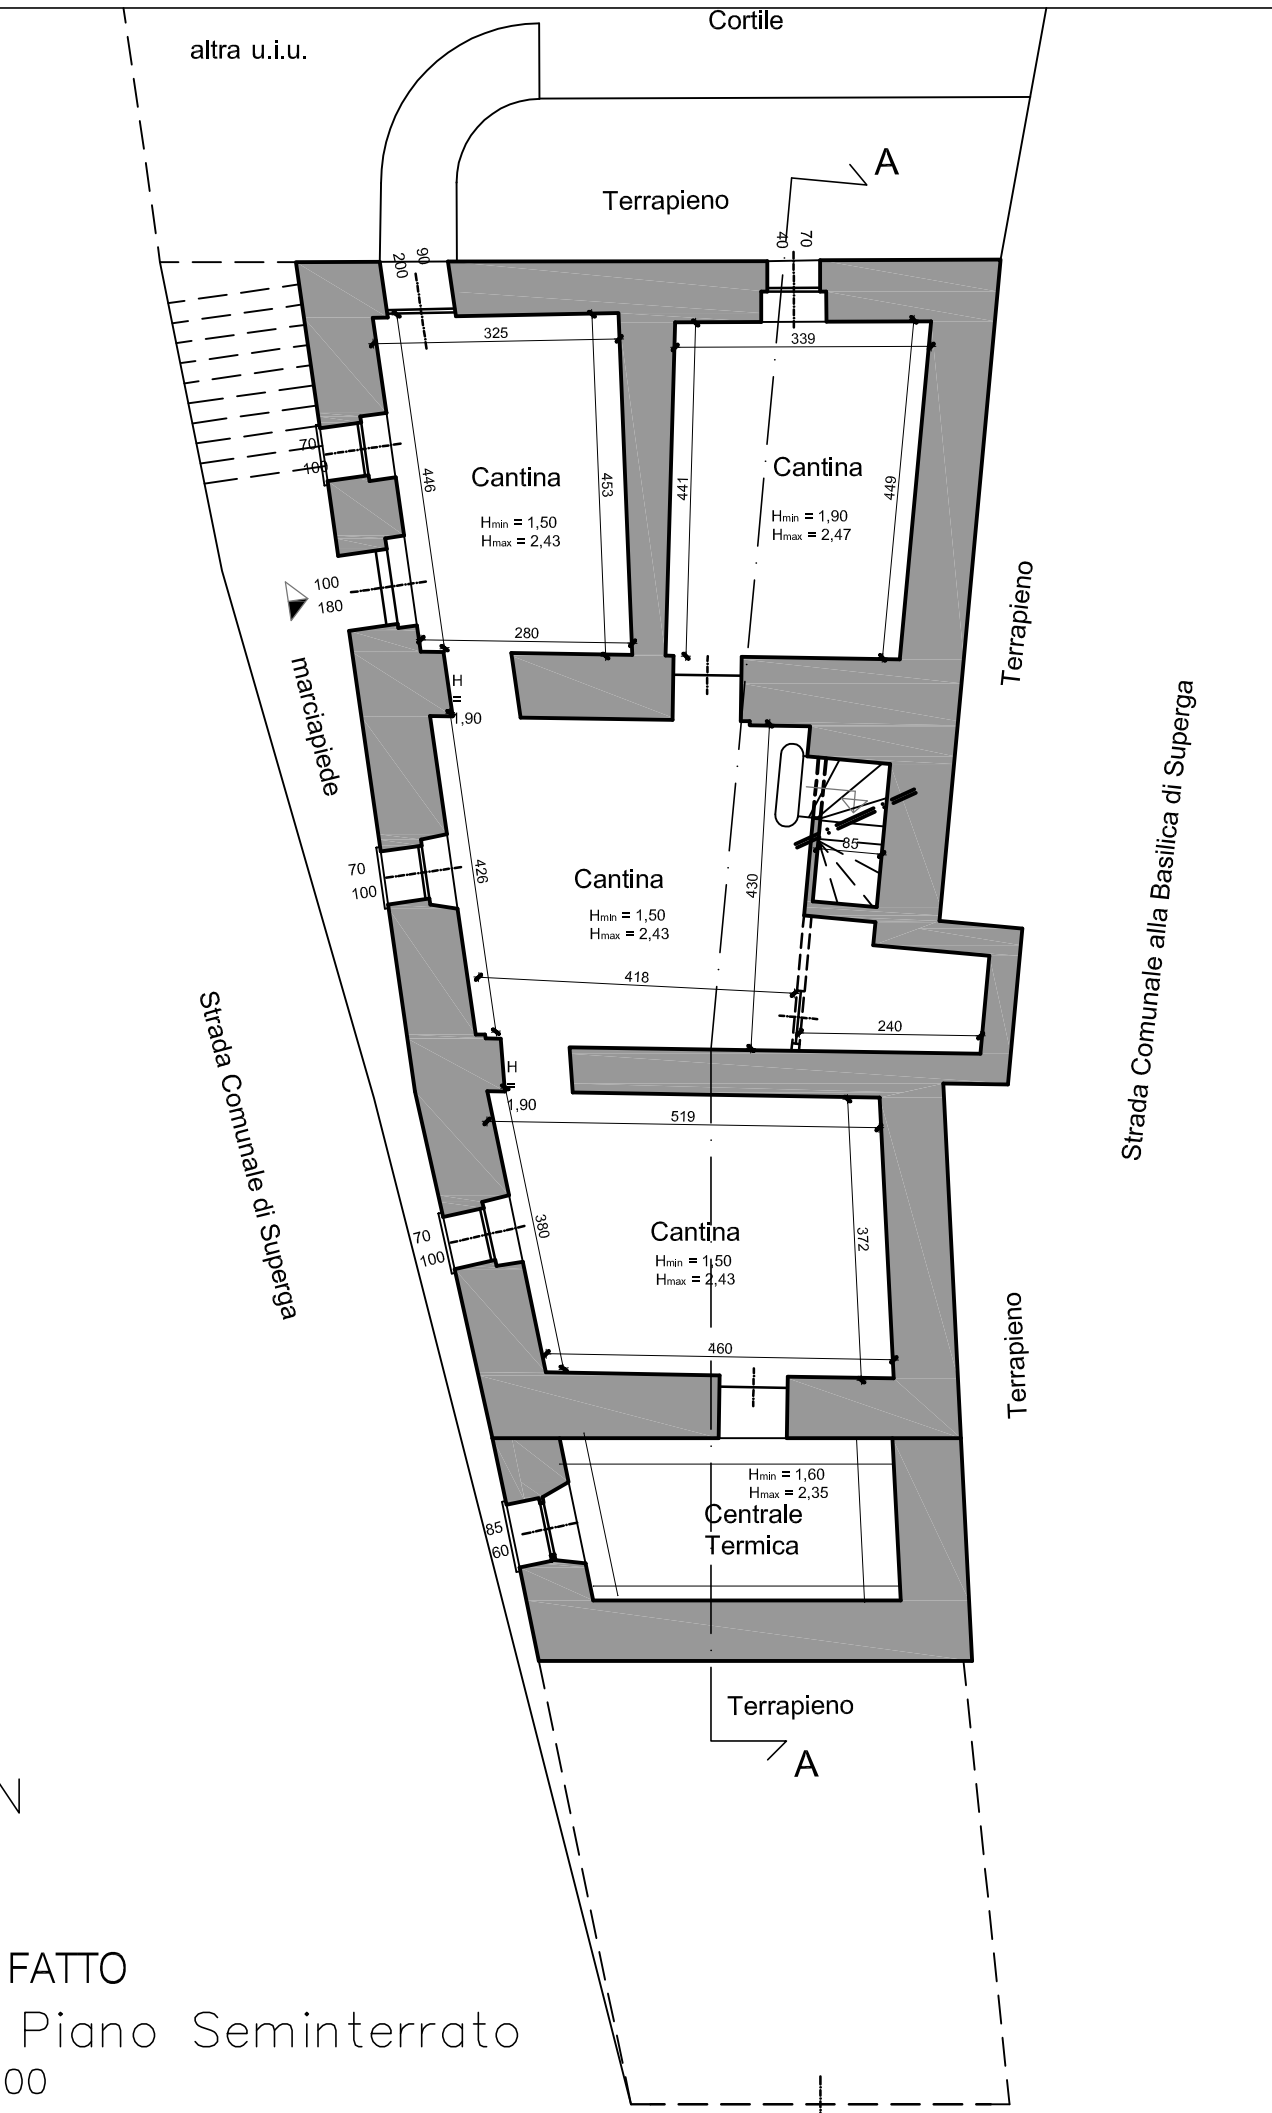 Cortile
altra u.i.u.
A
Terrapieno
90
200
70
40
325
339
70
100
446
Cantina
Hmin = 1,50
Hmax = 2,43
453
441
Cantina
Hmin = 1,90
Hmax = 2,47
449
100
180
280
Terrapieno
marciapiede
H
=
1,90
Strada Comunale alla Basilica di Superga
85
70
100
426
Cantina
Hmin = 1,50
Hmax = 2,43
430
418
240
Strada Comunale di Superga
H
=
1,90
519
70
100
380
Cantina
Hmin = 1,50
Hmax = 2,43
372
460
Terrapieno
Hmin = 1,60
Hmax = 2,35
Centrale
Termica
85
60
Terrapieno
A
N
FATTO
Piano Seminterrato
00